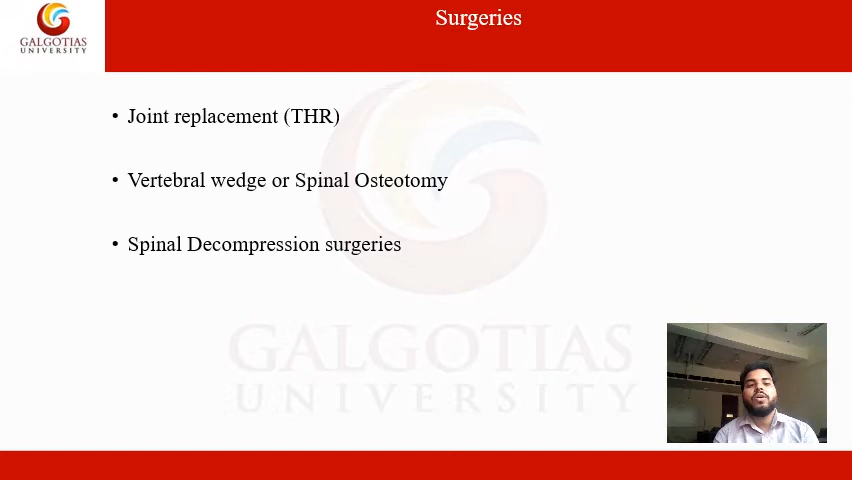 Surgeries
GALGOTIAS
UNIVERSITY
• Joint replacement (THR)
• Vertebral wedge or Spinal Osteotomy
• Spinal Decompression surgeries
GALGOTIAS
UNIVERSITY